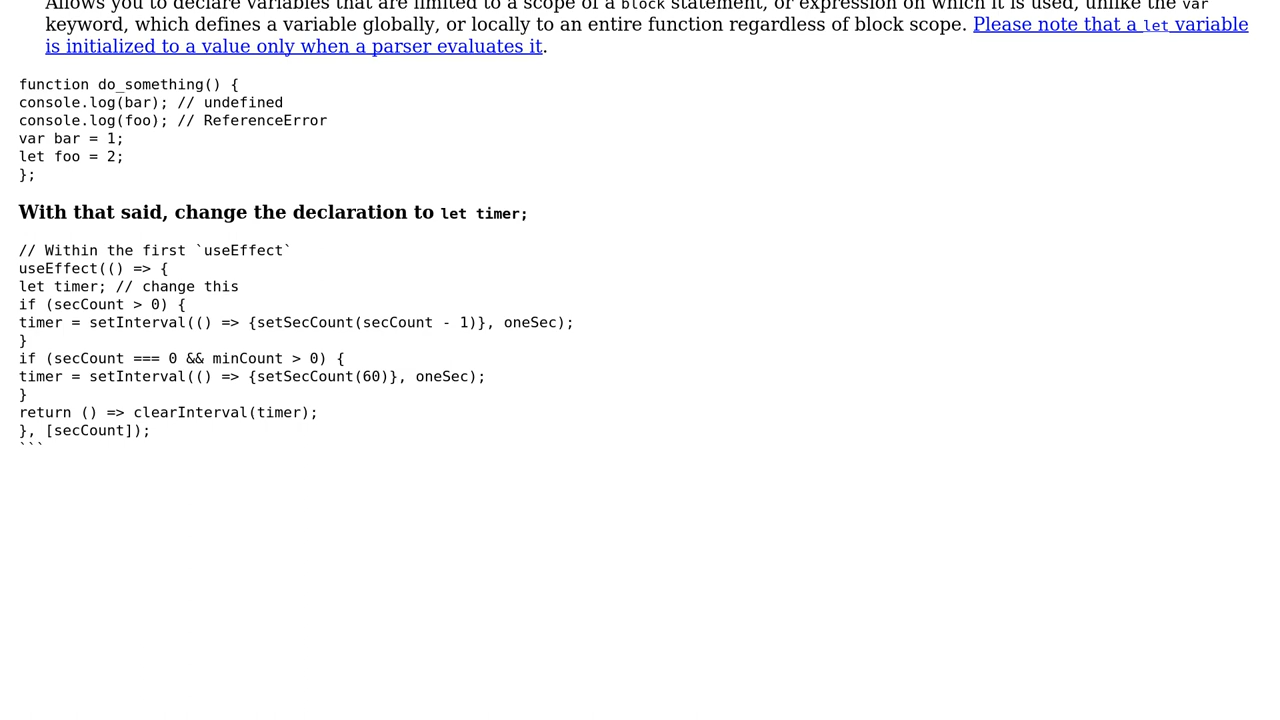 Allows you to declare variables that are limited to a scope of a block statement, or expression on which it is used, unlike the var
keyword, which defines a variable globally, or locally to an entire function regardless of block scope. Please note that a let variable
is initialized to a value only when a parser evaluates it.
function do_something() {
console.log(bar); // undefined
console.log(foo); // ReferenceError
var bar = 1;
let foo = 2;
};
With that said, change the declaration to let timer;
// Within the first `useEffect`
useEffect(() => {
let timer; // change this
if (secCount > 0) {
timer = setInterval(() => {setSecCount(secCount - 1)}, oneSec);
}
if (secCount === 0 && minCount > 0) {
timer = setInterval(() => {setSecCount(60)}, oneSec);
}
return () => clearInterval(timer);
}, [secCount]);
```